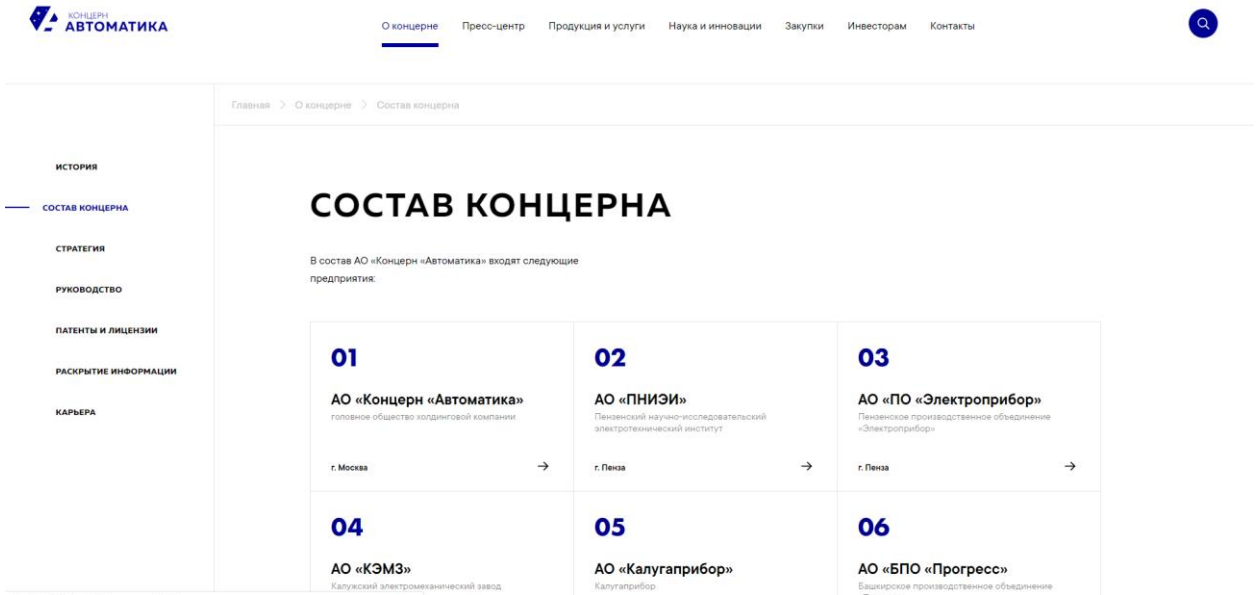 КОНЦЕРН
АВТОМАТИКА
О концерне Пресс-центр Продукция и услуги Наука и инновации Закупки Инвесторам Контакты
Главная > О концерне > Состав концерна
ИСТОРИЯ
СОСТАВ КОНЦЕРНА
СТРАТЕГИЯ
РУКОВОДСТВО
ПАТЕНТЫ И ЛИЦЕНЗИИ
РАСКРЫТИЕ ИНФОРМАЦИИ
КАРЬЕРА
СОСТАВ КОНЦЕРНА
В состав АО «Концерн «Автоматика» входят следующие
предприятия:
01
АО «Концерн «Автоматика»
головное общество холдинговой компании
г. Москва
02
АО «ПНИЭИ»
Пензенский научно-исследовательский
электротехнический институт
г. Пенза
03
АО «ПО «Электроприбор»
Пензенское производственное объединение
«Электроприбор»
г. Пенза
04
АО «КЭМЗ»
Калужский электромеханический завод
05
АО «Калугаприбор»
Калугаприбор
06
АО «БПО «Прогресс»
Башкирское производственное объединение